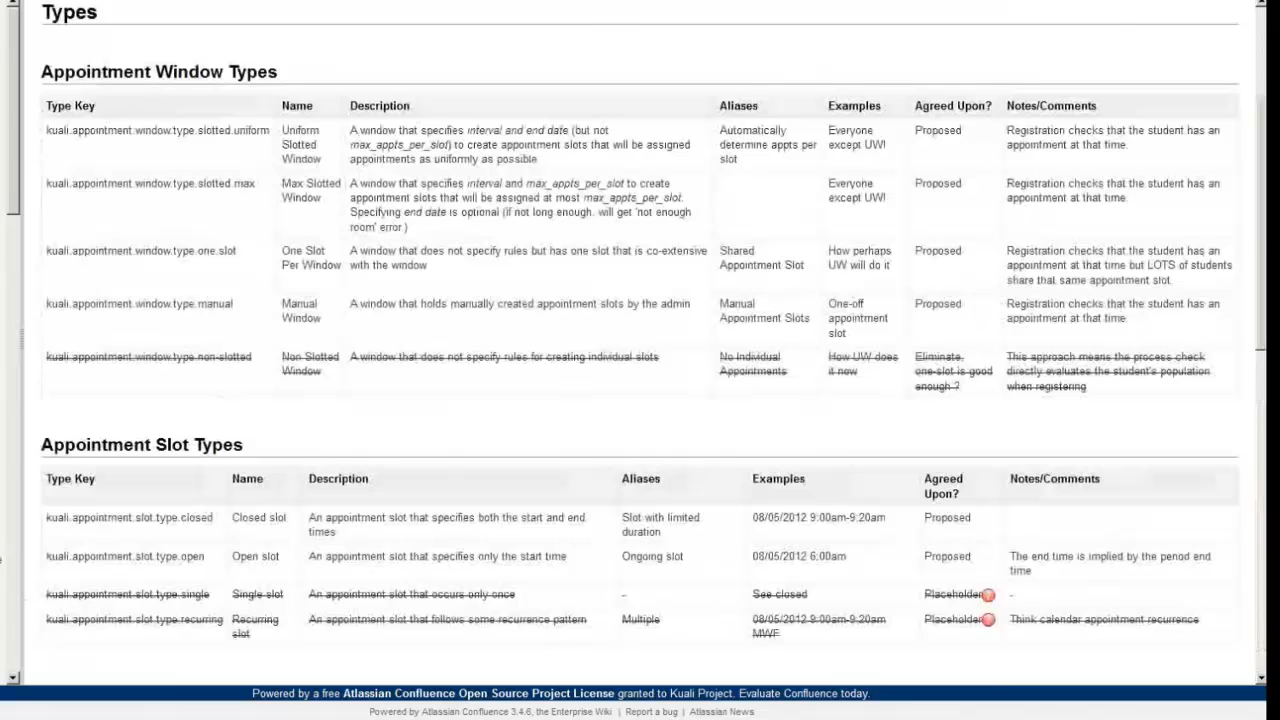 Types
Appointment Window Types
Type Key Name Description Aliases Examples Agreed Upon? Notes/Comments
kuali.appointment.window.type.slotted.uniform Uniform A window that specifies interval and end date (but not Automatically Everyone Proposed Registration checks that the student has an
Slotted max_appts_per_slot) to create appointment slots that will be assigned determine appts per except UW! appointment at that time.
Window appointments as uniformly as possible slot
kuali.appointment.window.type.slotted.max Max Slotted A window that specifies interval and max_appts_per_slot to create Everyone Proposed Registration checks that the student has an
Window appointment slots that will be assigned at most max_appts_per_slot. except UW! appointment at that time
Specifying end date is optional (if not long enough, will get 'not enough
room' error.)
kuali.appointment.window.type.one.slot One Slot A window that does not specify rules but has one slot that is co-extensive Shared How perhaps Proposed Registration checks that the student has an
Per Window with the window Appointment Slot UW will do it appointment at that time but LOTS of students
share that same appointment slot.
kuali.appointment.window.type.manual Manual A window that holds manually created appointment slots by the admin Manual One-off Proposed Registration checks that the student has an
Window Appointment Slots appointment appointment at that time
slot
kuali.appointment.window.type.non-slotted Non Slotted A window that does not specify rules for creating individual slots No Individual How UW does Eliminate, This approach means the process check
Window Appointments it now one-slot is good directly evaluates the student's population
enough ? when registering
Appointment Slot Types
Type Key Name Description Aliases Examples Agreed Notes/Comments
Upon?
kuali.appointment.slot.type.closed Closed slot An appointment slot that specifies both the start and end Slot with limited 08/05/2012 9:00am-9:20am Proposed
times duration
kuali.appointment.slot.type.open Open slot An appointment slot that specifies only the start time Ongoing slot 08/05/2012 6:00am Proposed The end time is implied by the period end
time
kuali.appointment.slot.type.single Single slot An appointment slot that occurs only once - See closed Placeholder -
kuali.appointment.slot.type.recurring Recurring An appointment slot that follows some recurrence pattern Multiple 08/05/2012 9:00am-9:20am Placeholder Think calendar appointment recurrence
slot MWF
Powered by a free Atlassian Confluence Open Source Project License granted to Kuali Project. Evaluate Confluence today.
Powered by Atlassian Confluence 3.4.6, the Enterprise Wiki | Report a bug | Atlassian News